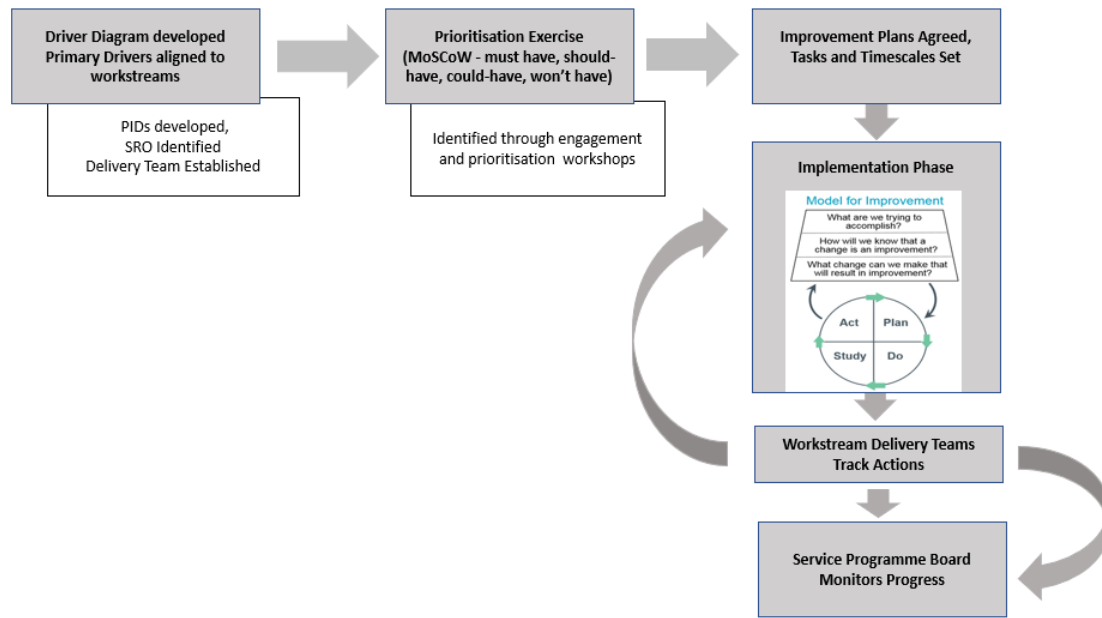 Driver Diagram developed
Primary Drivers aligned to
workstreams
PIDs developed,
SRO Identified
Delivery Team Established
Prioritisation Exercise
(MoSCoW - must have, should-
have, could-have, won't have)
Identified through engagement
and prioritisation workshops
Improvement Plans Agreed,
Tasks and Timescales Set
Implementation Phase
Model for Improvement
What are we trying to
accomplish?
How will we know that a
change is an improvement?
What change can we make that
will result in improvement?
Act
Plan
Study
Do
Workstream Delivery Teams
Track Actions
Service Programme Board
Monitors Progress